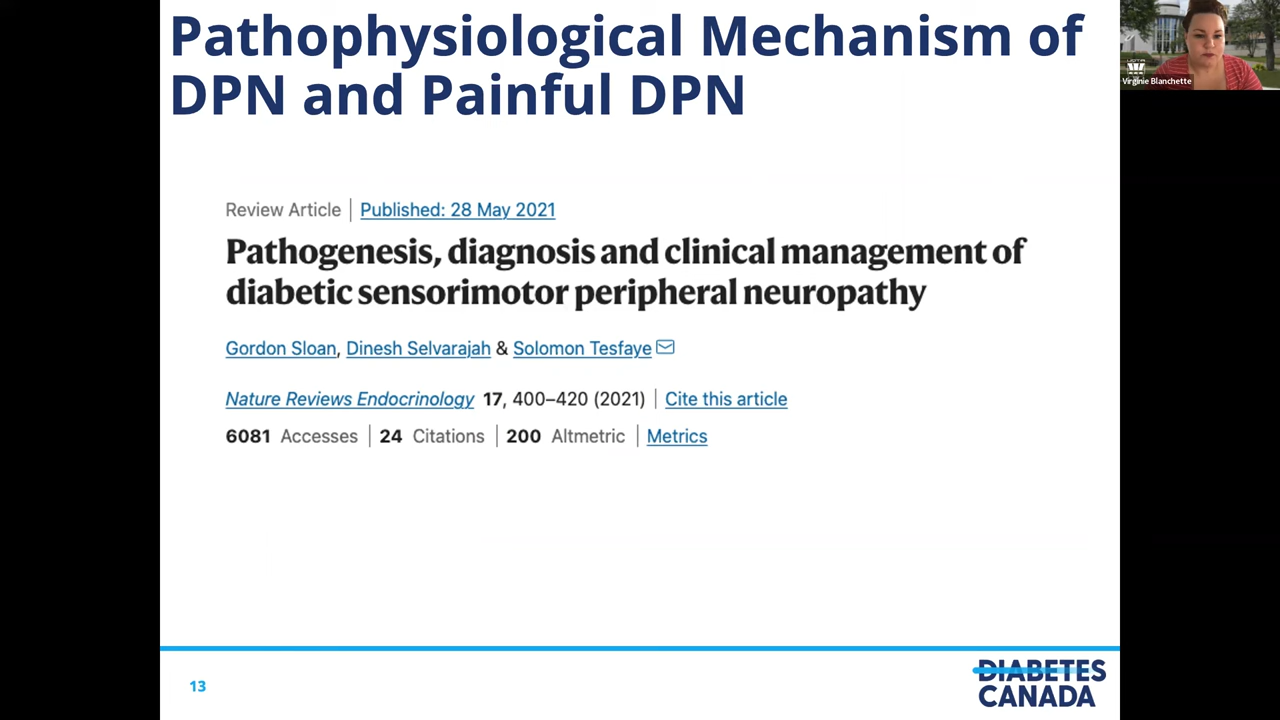 Pathophysiological Mechanism of
DPN and Painful DPN
Virginie Blanchette
Review Article | Published: 28 May 2021
Pathogenesis, diagnosis and clinical management of
diabetic sensorimotor peripheral neuropathy
Gordon Sloan, Dinesh Selvarajah & Solomon Tesfaye
Nature Reviews Endocrinology 17, 400–420 (2021) | Cite this article
6081 Accesses | 24 Citations | 200 Altmetric | Metrics
13
DIABETES
CANADA